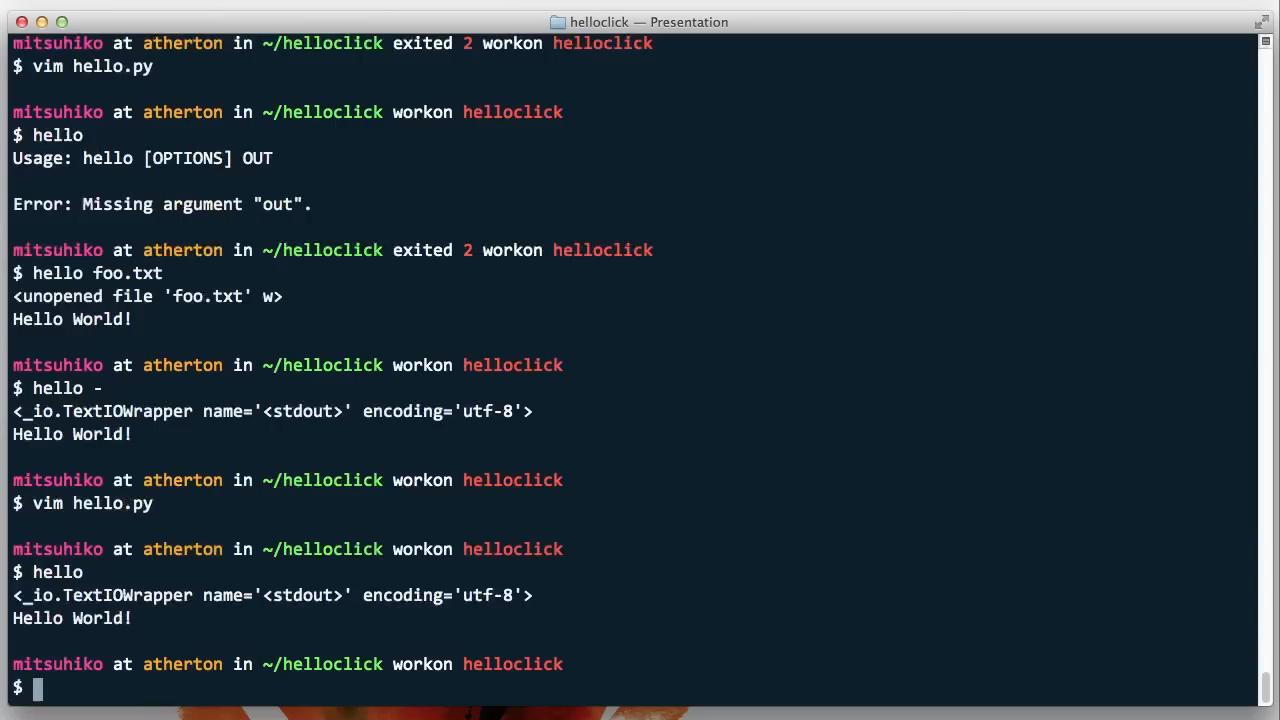 helloclick — Presentation
mitsuhiko at atherton in ~/helloclick exited 2 workon helloclick
$ vim hello.py
mitsuhiko at atherton in ~/helloclick workon helloclick
$ hello
Usage: hello [OPTIONS] OUT
Error: Missing argument "out".
mitsuhiko at atherton in ~/helloclick exited 2 workon helloclick
$ hello foo.txt
<unopened file 'foo.txt' w>
Hello World!
mitsuhiko at atherton in ~/helloclick workon helloclick
$ hello -
<_io.TextIOWrapper name='<stdout>' encoding='utf-8'>
Hello World!
mitsuhiko at atherton in ~/helloclick workon helloclick
$ vim hello.py
mitsuhiko at atherton in ~/helloclick workon helloclick
$ hello
<_io.TextIOWrapper name='<stdout>' encoding='utf-8'>
Hello World!
mitsuhiko at atherton in ~/helloclick workon helloclick
$